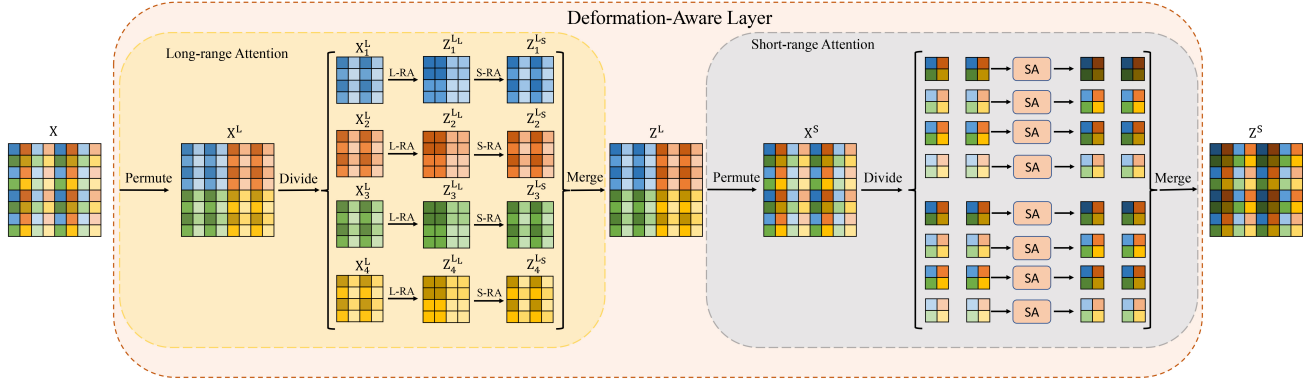 Deformation-Aware Layer
Long-range Attention
Short-range Attention
X
Permute
X^L
Divide
X_1^L
L-RA
Z_1^{L_L}
S-RA
Z_1^{L_S}
X_2^L
L-RA
Z_2^{L_L}
S-RA
Z_2^{L_S}
X_3^L
L-RA
Z_3^{L_L}
S-RA
Z_3^{L_S}
X_4^L
L-RA
Z_4^{L_L}
S-RA
Z_4^{L_S}
Merge
Z^L
Permute
X^S
Divide
SA
SA
SA
SA
SA
SA
SA
SA
Merge
Z^S